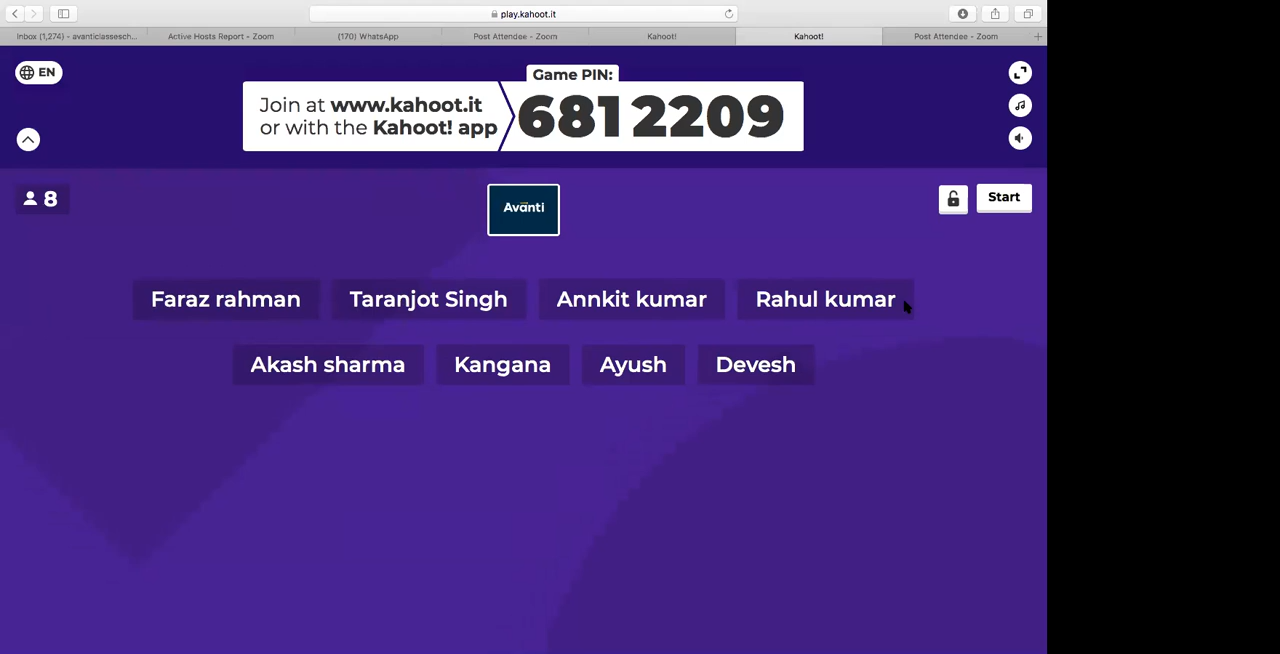 play.kahoot.it
Inbox (1,274) - avanticlassesch...
Active Hosts Report - Zoom
(170) WhatsApp
Post Attendee - Zoom
Kahoot!
Kahoot!
Post Attendee - Zoom
EN
Game PIN:
Join at www.kahoot.it
or with the Kahoot! app
681 2209
8
Avanti
Start
Faraz rahman
Taranjot Singh
Annkit kumar
Rahul kumar
Akash sharma
Kangana
Ayush
Devesh